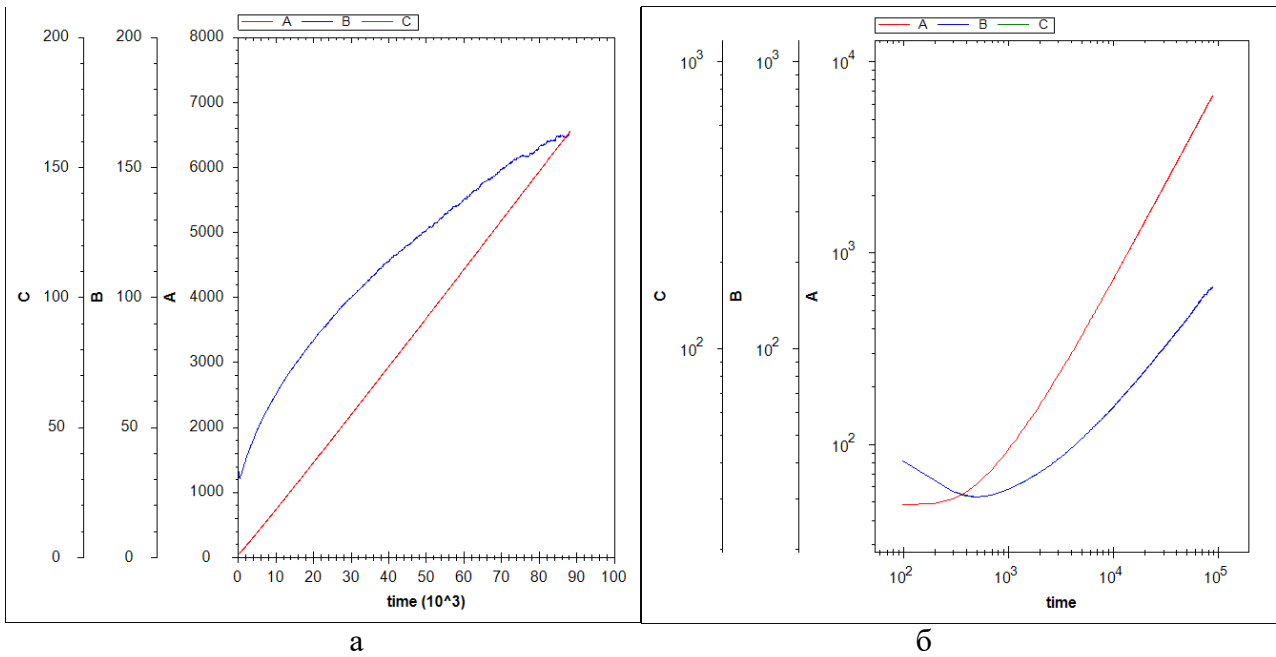 A B C
200 200 8000
7000
150 150 6000
5000
C 100 B 100 A 4000
3000
50 50 2000
1000
0 0 0
0 10 20 30 40 50 60 70 80 90 100
time (10^3)
а
A B C
10³ 10³ 10⁴
C B A 10³
10² 10²
10²
10² 10³ 10⁴ 10⁵
time
б